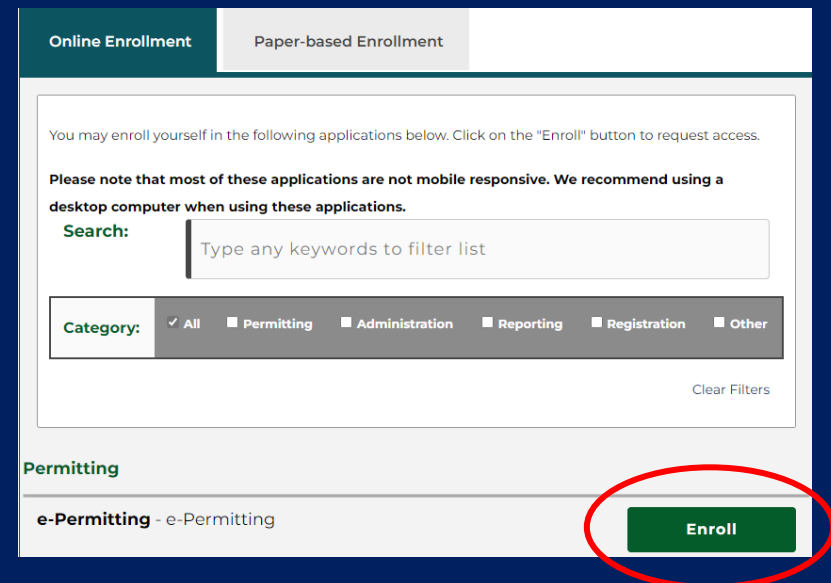 Online Enrollment
Paper-based Enrollment
You may enroll yourself in the following applications below. Click on the "Enroll" button to request access.
Please note that most of these applications are not mobile responsive. We recommend using a
desktop computer when using these applications.
Search:
Type any keywords to filter list
Category:
All
Permitting
Administration
Reporting
Registration
Other
Clear Filters
Permitting
e-Permitting - e-Permitting
Enroll